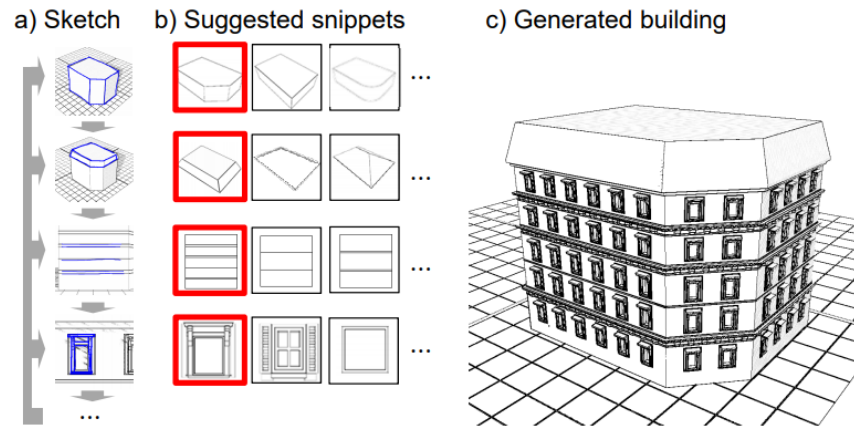 a) Sketch
b) Suggested snippets
c) Generated building
...
...
...
...
...